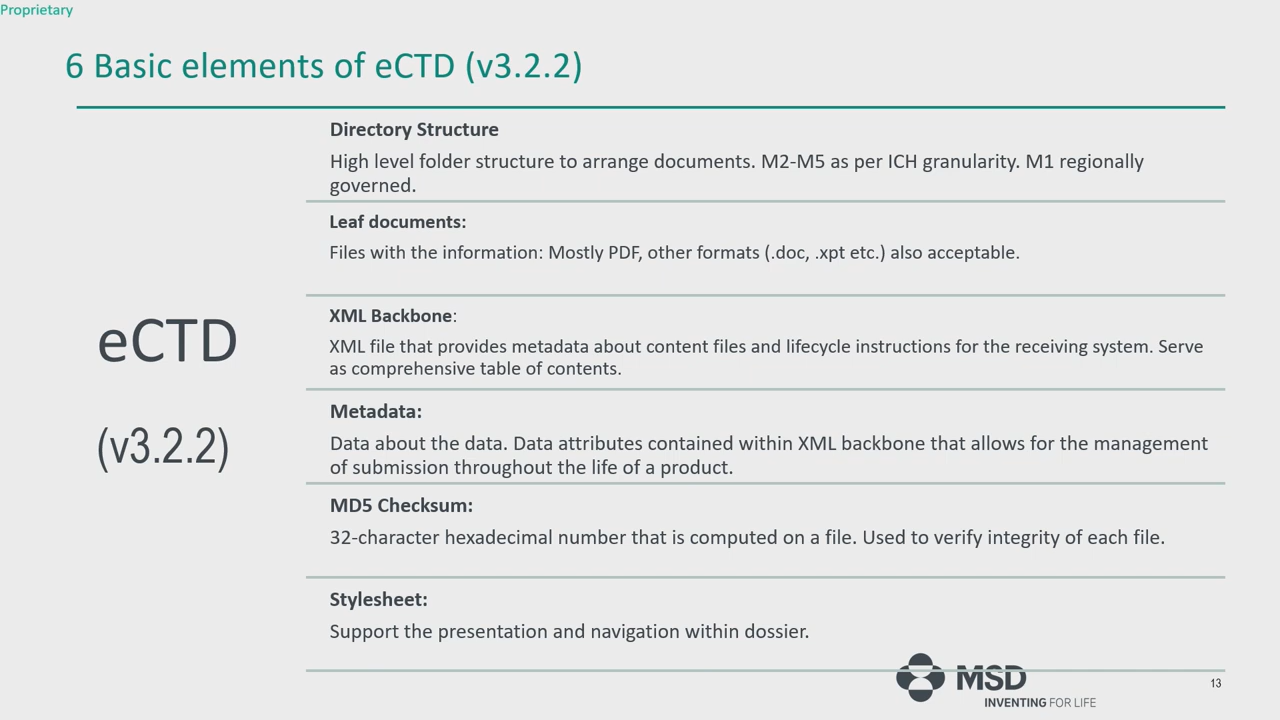 Proprietary
6 Basic elements of eCTD (v3.2.2)
eCTD
(v3.2.2)
Directory Structure
High level folder structure to arrange documents. M2-M5 as per ICH granularity. M1 regionally
governed.
Leaf documents:
Files with the information: Mostly PDF, other formats (.doc, .xpt etc.) also acceptable.
XML Backbone:
XML file that provides metadata about content files and lifecycle instructions for the receiving system. Serve
as comprehensive table of contents.
Metadata:
Data about the data. Data attributes contained within XML backbone that allows for the management
of submission throughout the life of a product.
MD5 Checksum:
32-character hexadecimal number that is computed on a file. Used to verify integrity of each file.
Stylesheet:
Support the presentation and navigation within dossier.
MSD
INVENTING FOR LIFE
13